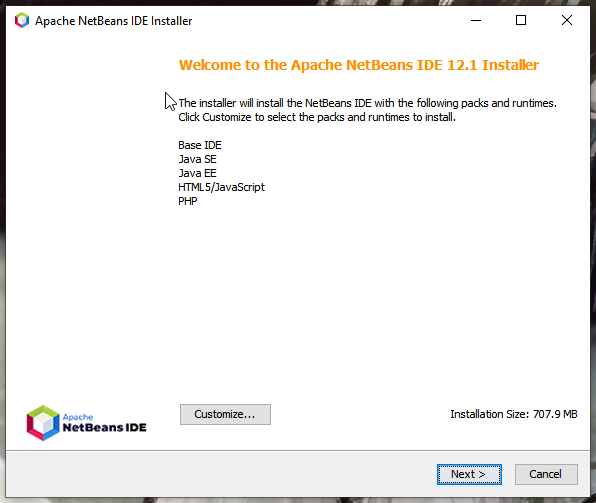 Apache NetBeans IDE Installer
Welcome to the Apache NetBeans IDE 12.1 Installer
The installer will install the NetBeans IDE with the following packs and runtimes.
Click Customize to select the packs and runtimes to install.
Base IDE
Java SE
Java EE
HTML5/JavaScript
PHP
Apache
NetBeans IDE
Customize...
Installation Size: 707.9 MB
Next >
Cancel